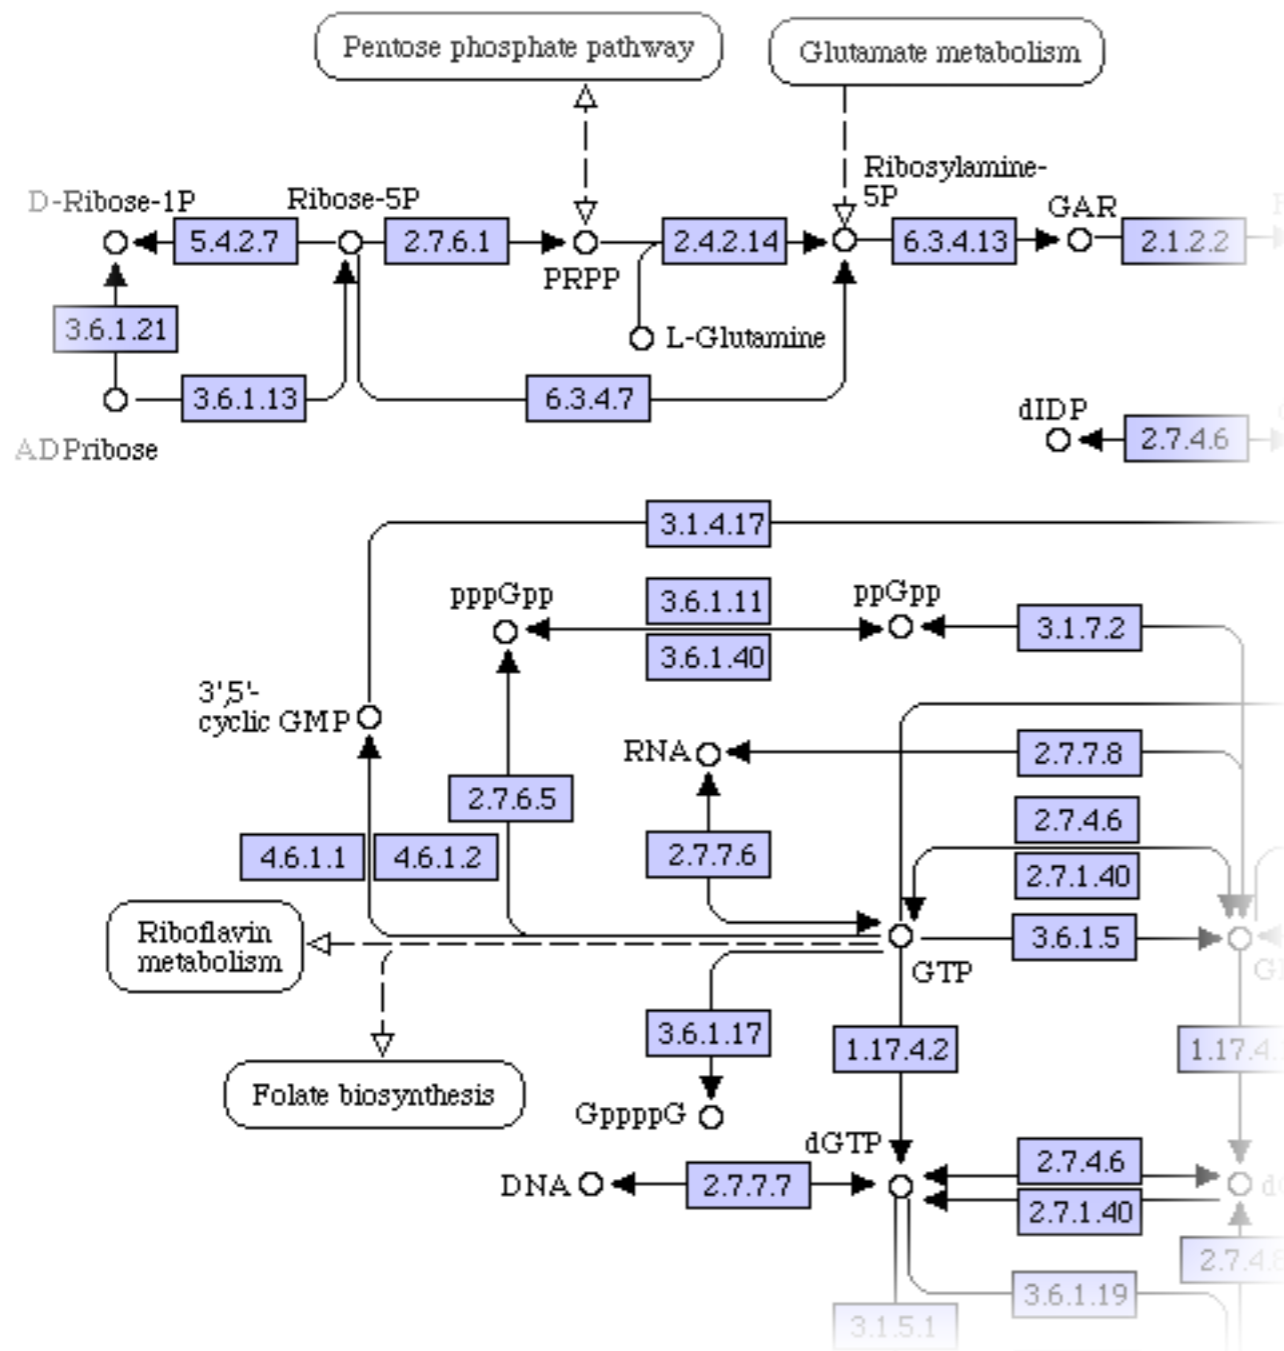 Pentose phosphate pathway
Glutamate metabolism
Ribosylamine-
5P
D-Ribose-1P
Ribose-5P
GAR
5.4.2.7
2.7.6.1
2.4.2.14
6.3.4.13
2.1.2.2
PRPP
3.6.1.21
L-Glutamine
3.6.1.13
6.3.4.7
dIDP
2.7.4.6
ADPribose
3.1.4.17
pppGpp
3.6.1.11
ppGpp
3.1.7.2
3.6.1.40
3',5'-
cyclic GMP
RNA
2.7.7.8
2.7.6.5
2.7.4.6
4.6.1.1
4.6.1.2
2.7.7.6
2.7.1.40
Riboflavin
metabolism
3.6.1.5
GTP
3.6.1.17
1.17.4.2
1.17.4.
Folate biosynthesis
GppppG
dGTP
2.7.4.6
DNA
2.7.7.7
2.7.1.40
2.7.4.8
3.6.1.19
3.1.5.1